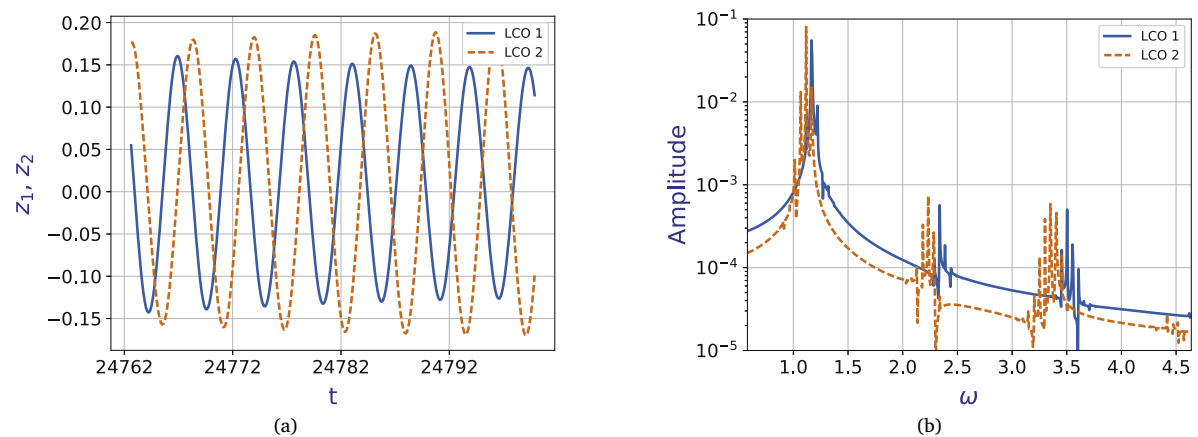 0.20
0.15
0.10
0.05
0.00
−0.05
−0.10
−0.15
z1, z2
24762 24772 24782 24792
t
LCO 1
LCO 2
(a)
10−1
10−2
10−3
10−4
10−5
Amplitude
1.0 1.5 2.0 2.5 3.0 3.5 4.0 4.5
ω
LCO 1
LCO 2
(b)